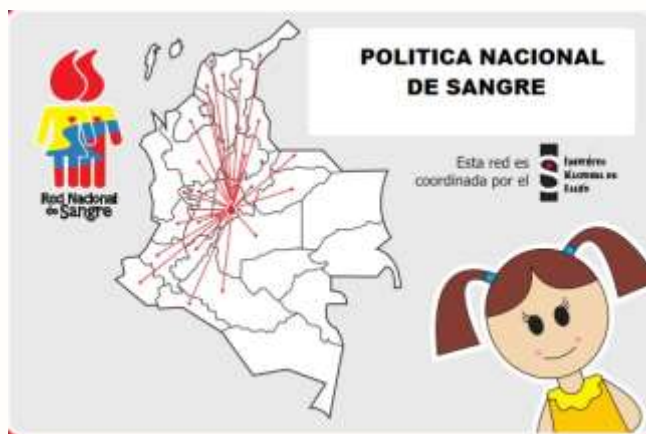 POLITICA NACIONAL
DE SANGRE
Esta red es
coordinada por el
Red Nacional
de Sangre